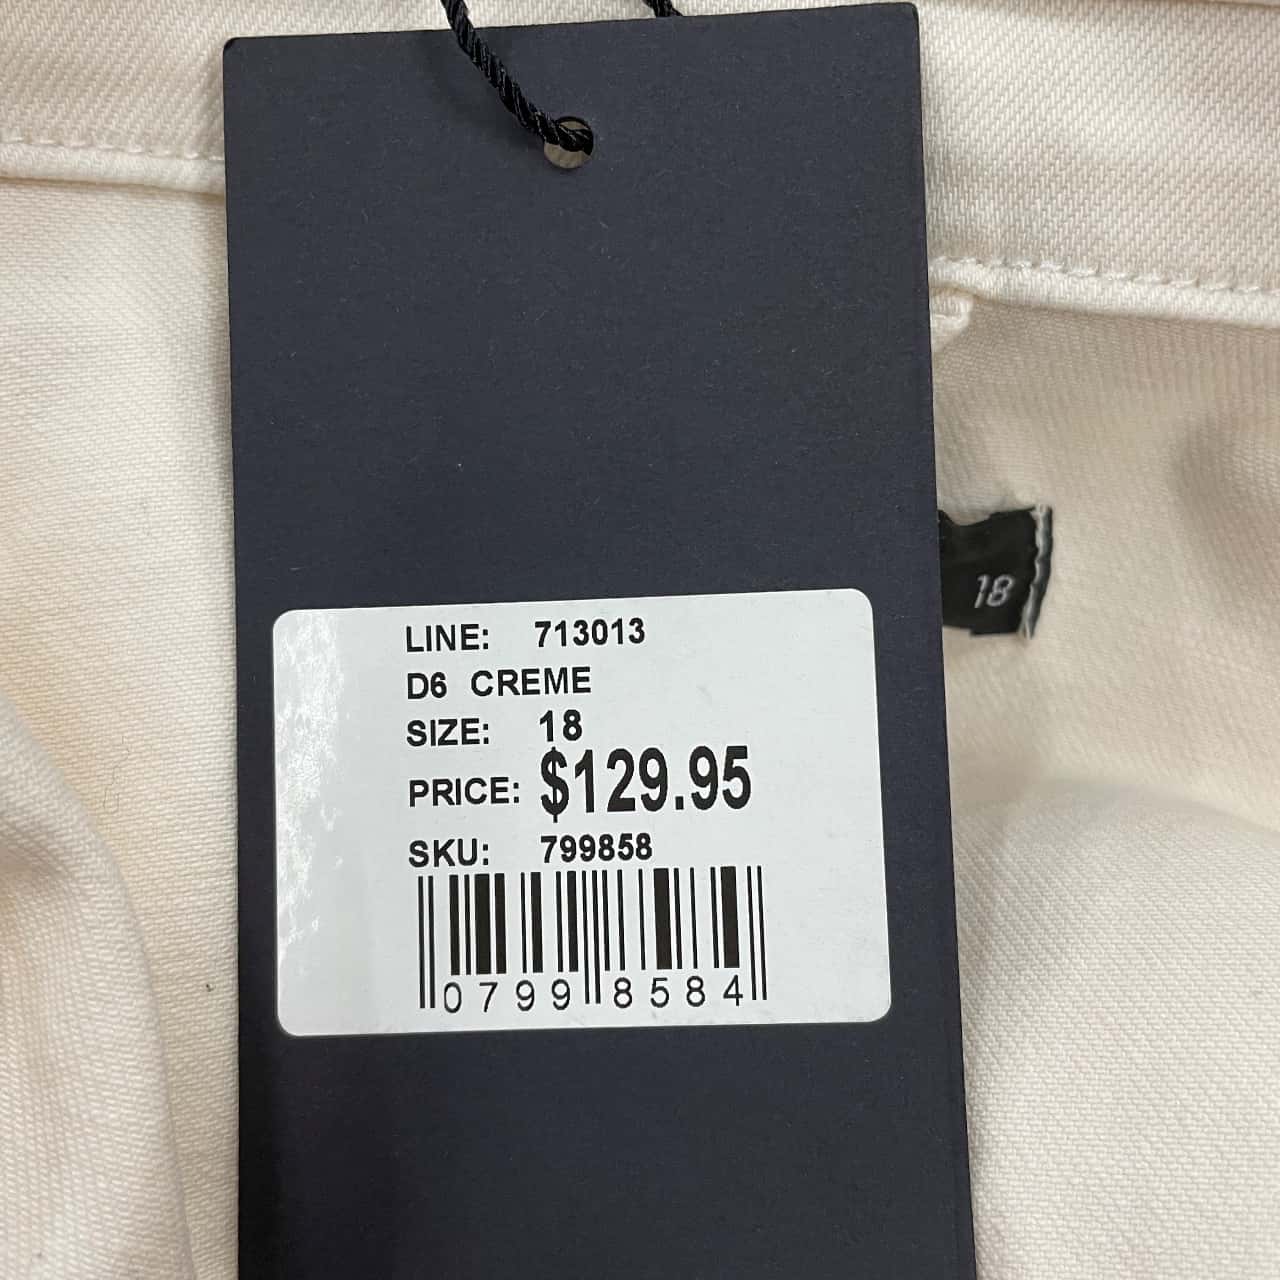 LINE: 713013
D6 CREME
SIZE: 18
PRICE: $129.95
SKU: 799858
0799 8584
18